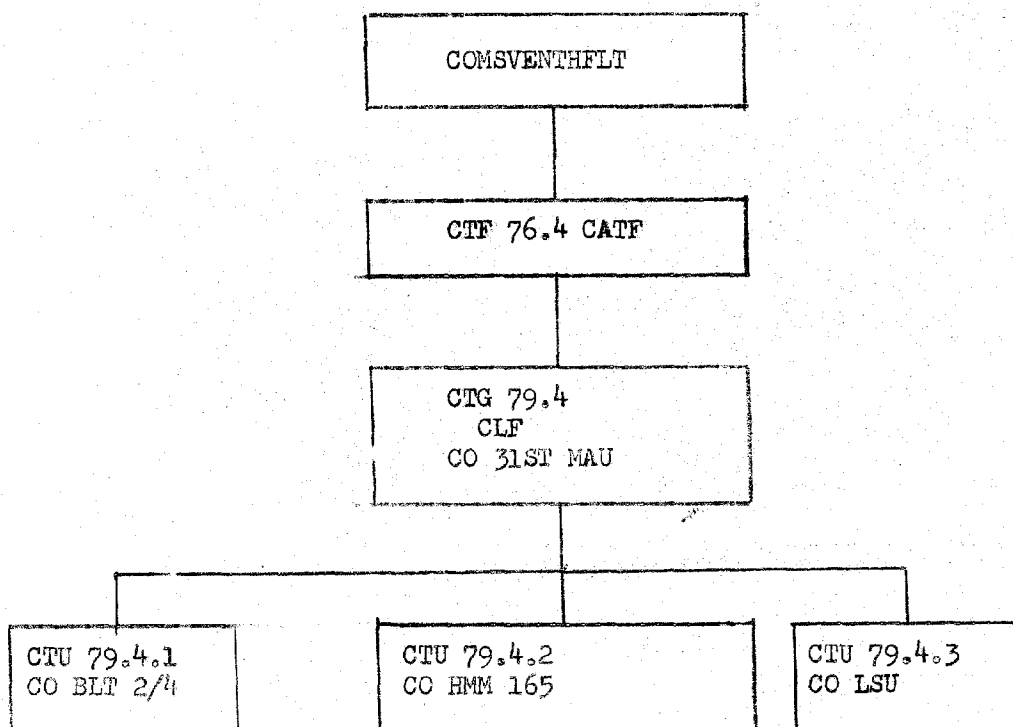 COMSVENTHFLT
CTF 76.4 CATF
CTG 79.4
CLF
CO 31ST MAU
CTU 79.4.1
CO BLT 2/4
CTU 79.4.2
CO HMM 165
CTU 79.4.3
CO LSU